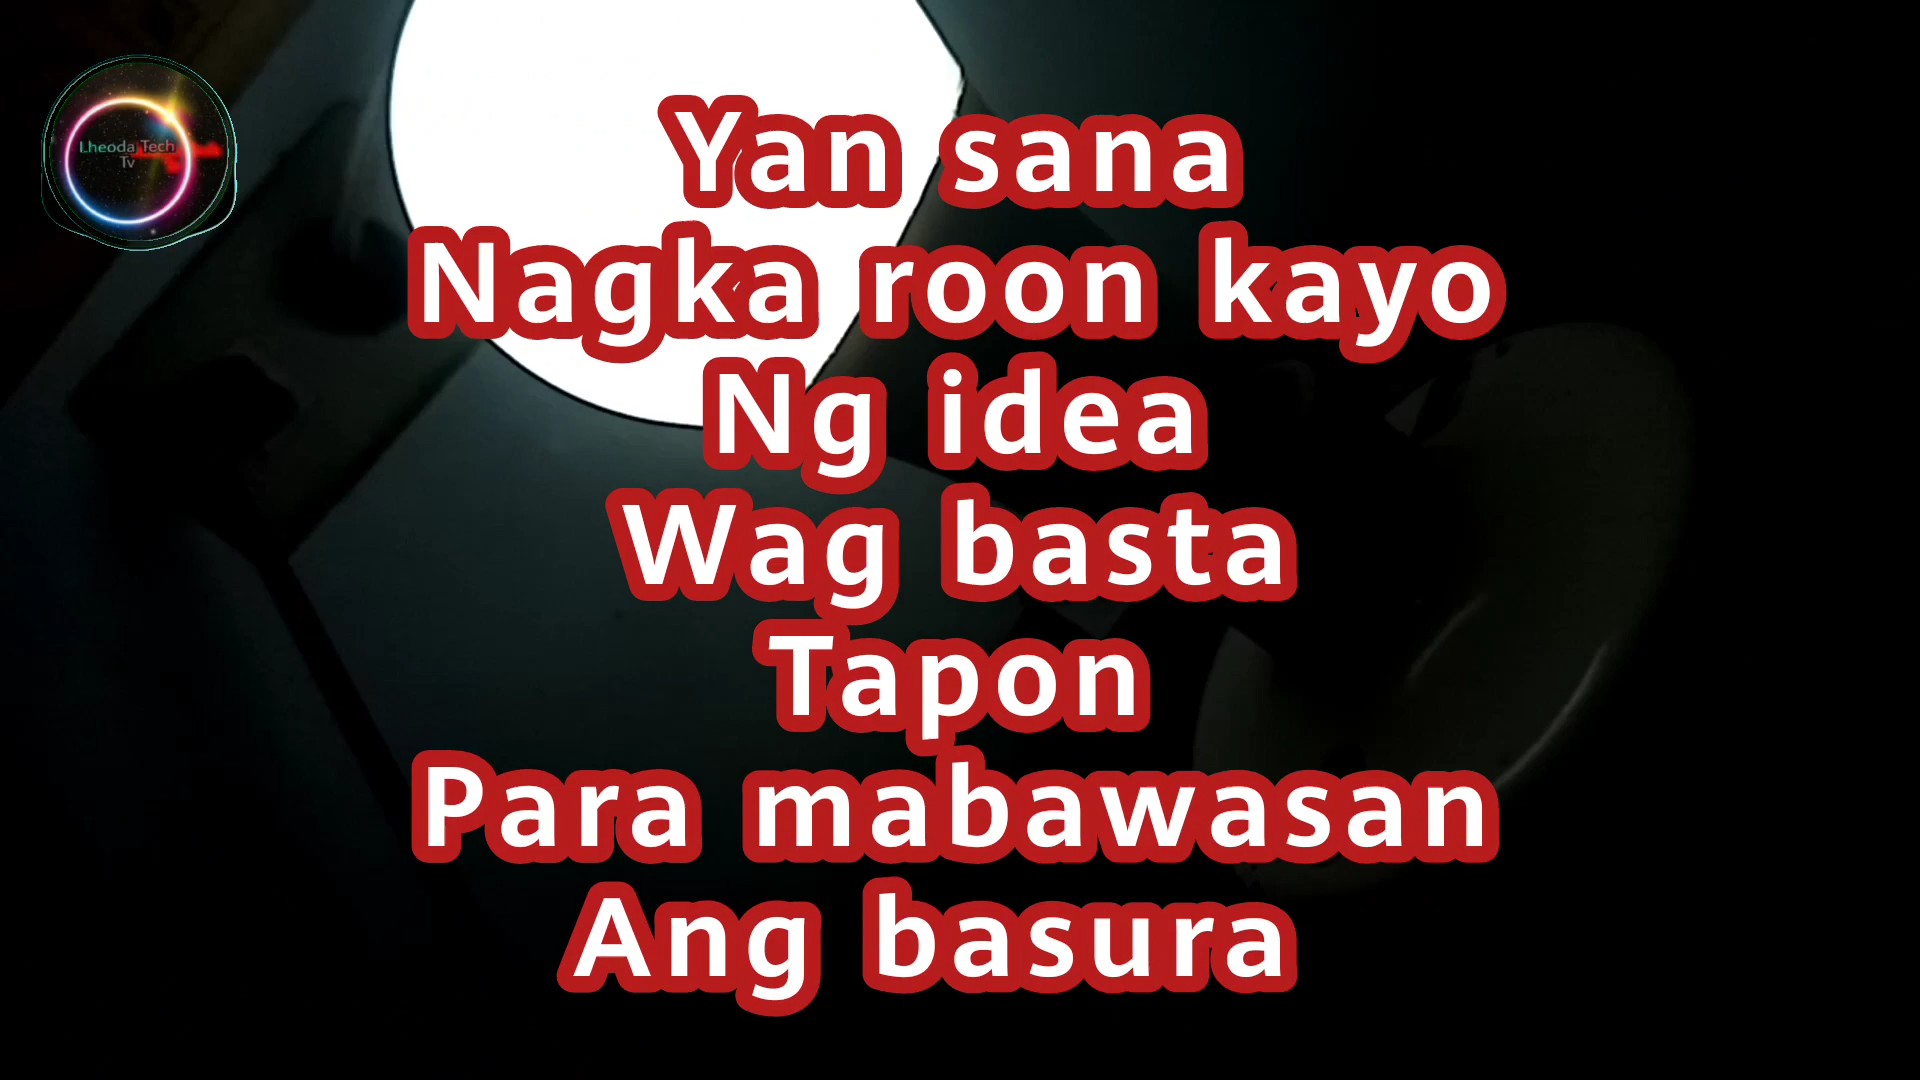 Lheoda Tech
Tv
Yan sana
Nagka roon kayo
Ng idea
Wag basta
Tapon
Para mabawasan
Ang basura